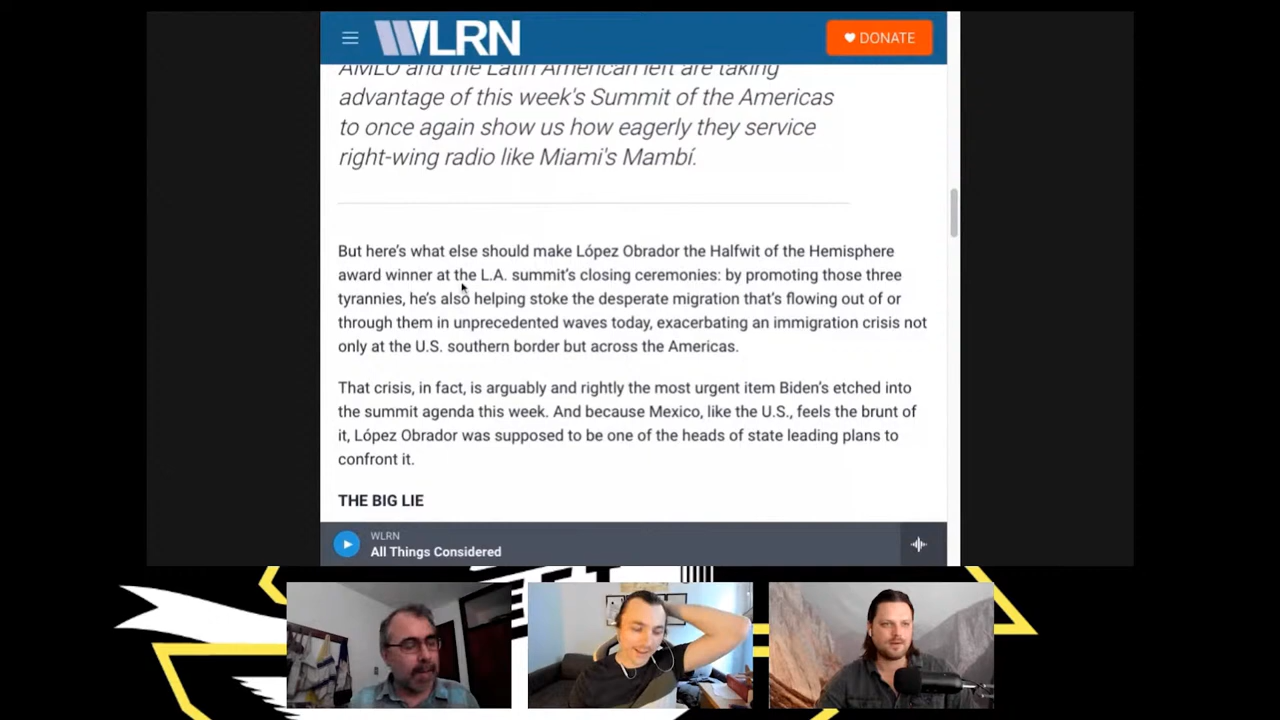 WLRN
DONATE
AMLO and the Latin American left are taking
advantage of this week's Summit of the Americas
to once again show us how eagerly they service
right-wing radio like Miami's Mambí.
But here's what else should make López Obrador the Halfwit of the Hemisphere
award winner at the L.A. summit's closing ceremonies: by promoting those three
tyrannies, he's also helping stoke the desperate migration that's flowing out of or
through them in unprecedented waves today, exacerbating an immigration crisis not
only at the U.S. southern border but across the Americas.
That crisis, in fact, is arguably and rightly the most urgent item Biden's etched into
the summit agenda this week. And because Mexico, like the U.S., feels the brunt of
it, López Obrador was supposed to be one of the heads of state leading plans to
confront it.
THE BIG LIE
WLRN
All Things Considered